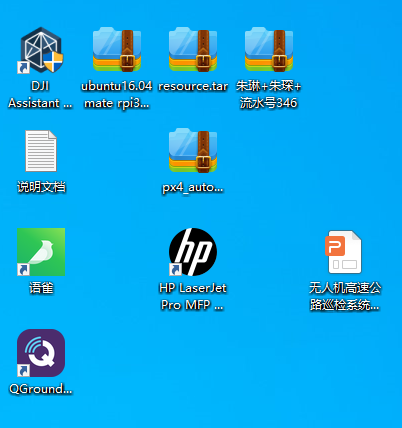 DJI
Assistant ...
ubuntu16.04
mate rpi3...
resource.tar
朱琳+朱琛+
流水号346
说明文档
px4_auto...
语雀
hp
HP LaserJet
Pro MFP ...
P
无人机高速公
路巡检系统...
QGround...